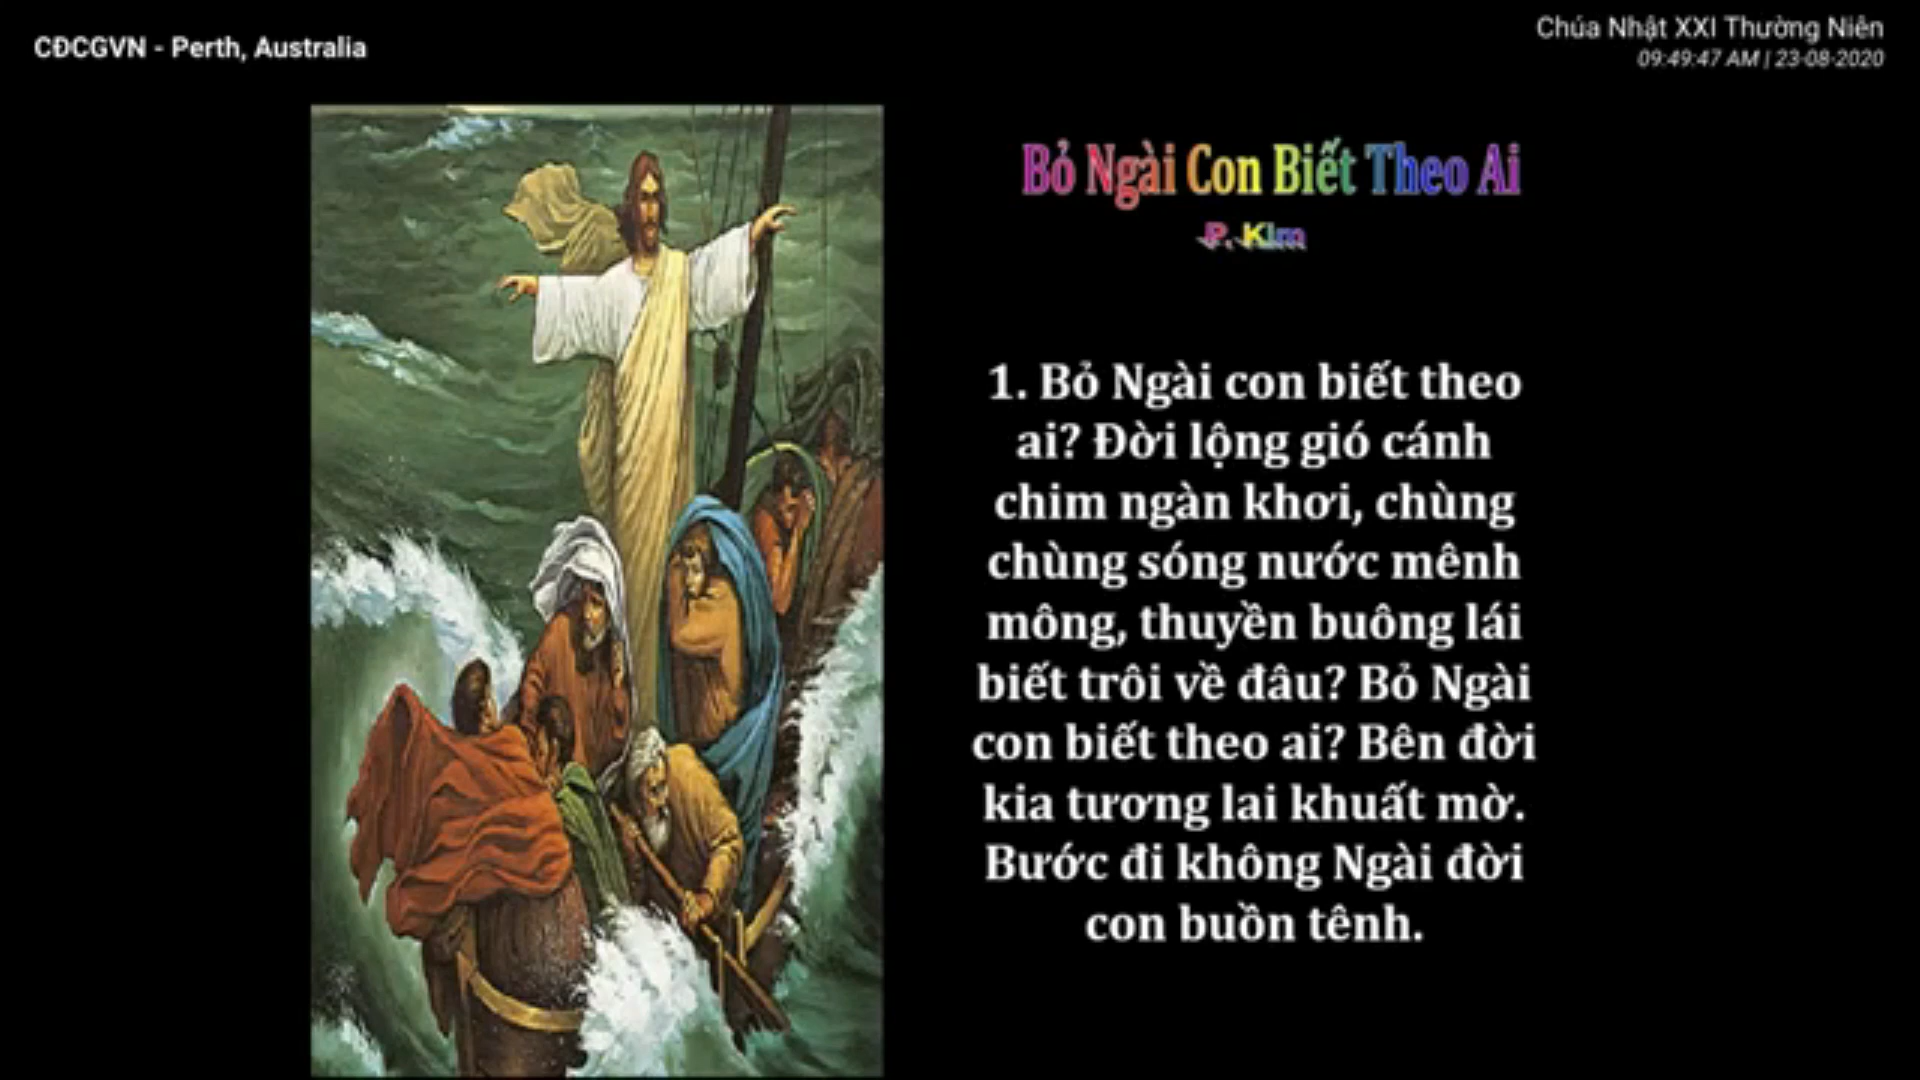 CĐCGVN - Perth, Australia
Chúa Nhật XXI Thường Niên
09:49:47 AM | 23-08-2020
Bỏ Ngài Con Biết Theo Ai
P. Kim
1. Bỏ Ngài con biết theo
ai? Đời lộng gió cánh
chim ngàn khơi, chùng
chùng sóng nước mênh
mông, thuyền buông lái
biết trôi về đâu? Bỏ Ngài
con biết theo ai? Bên đời
kia tương lai khuất mờ.
Bước đi không Ngài đời
con buồn tênh.